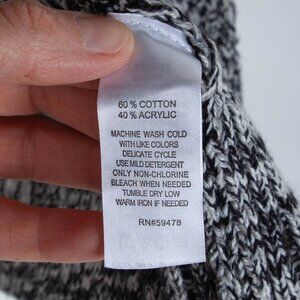 60 % COTTON
40 % ACRYLIC
MACHINE WASH COLD
WITH LIKE COLORS
DELICATE CYCLE
USE MILD DETERGENT
ONLY NON-CHLORINE
BLEACH WHEN NEEDED
TUMBLE DRY LOW
WARM IRON IF NEEDED
RN#59478